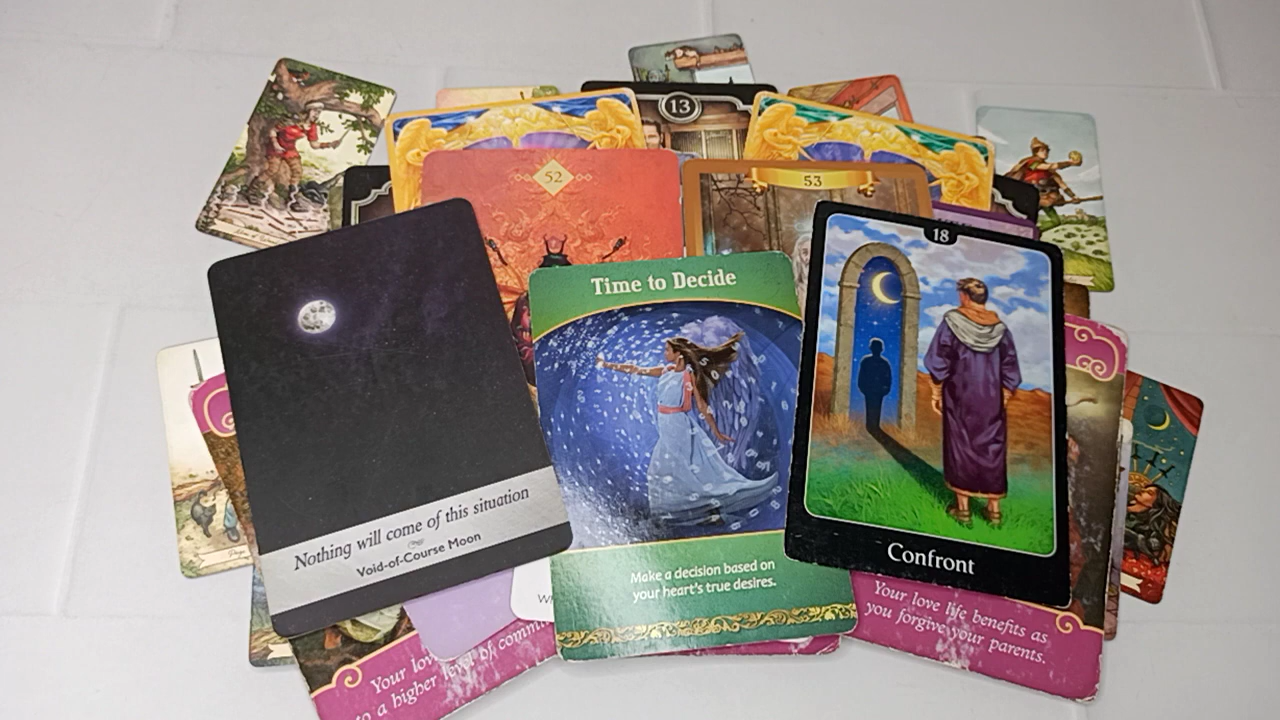 13
52
53
18
Time to Decide
Nothing will come of this situation
Void-of-Course Moon
Make a decision based on
your heart's true desires.
Confront
Your love life benefits as
you forgive your parents.
Your
to a higher level of